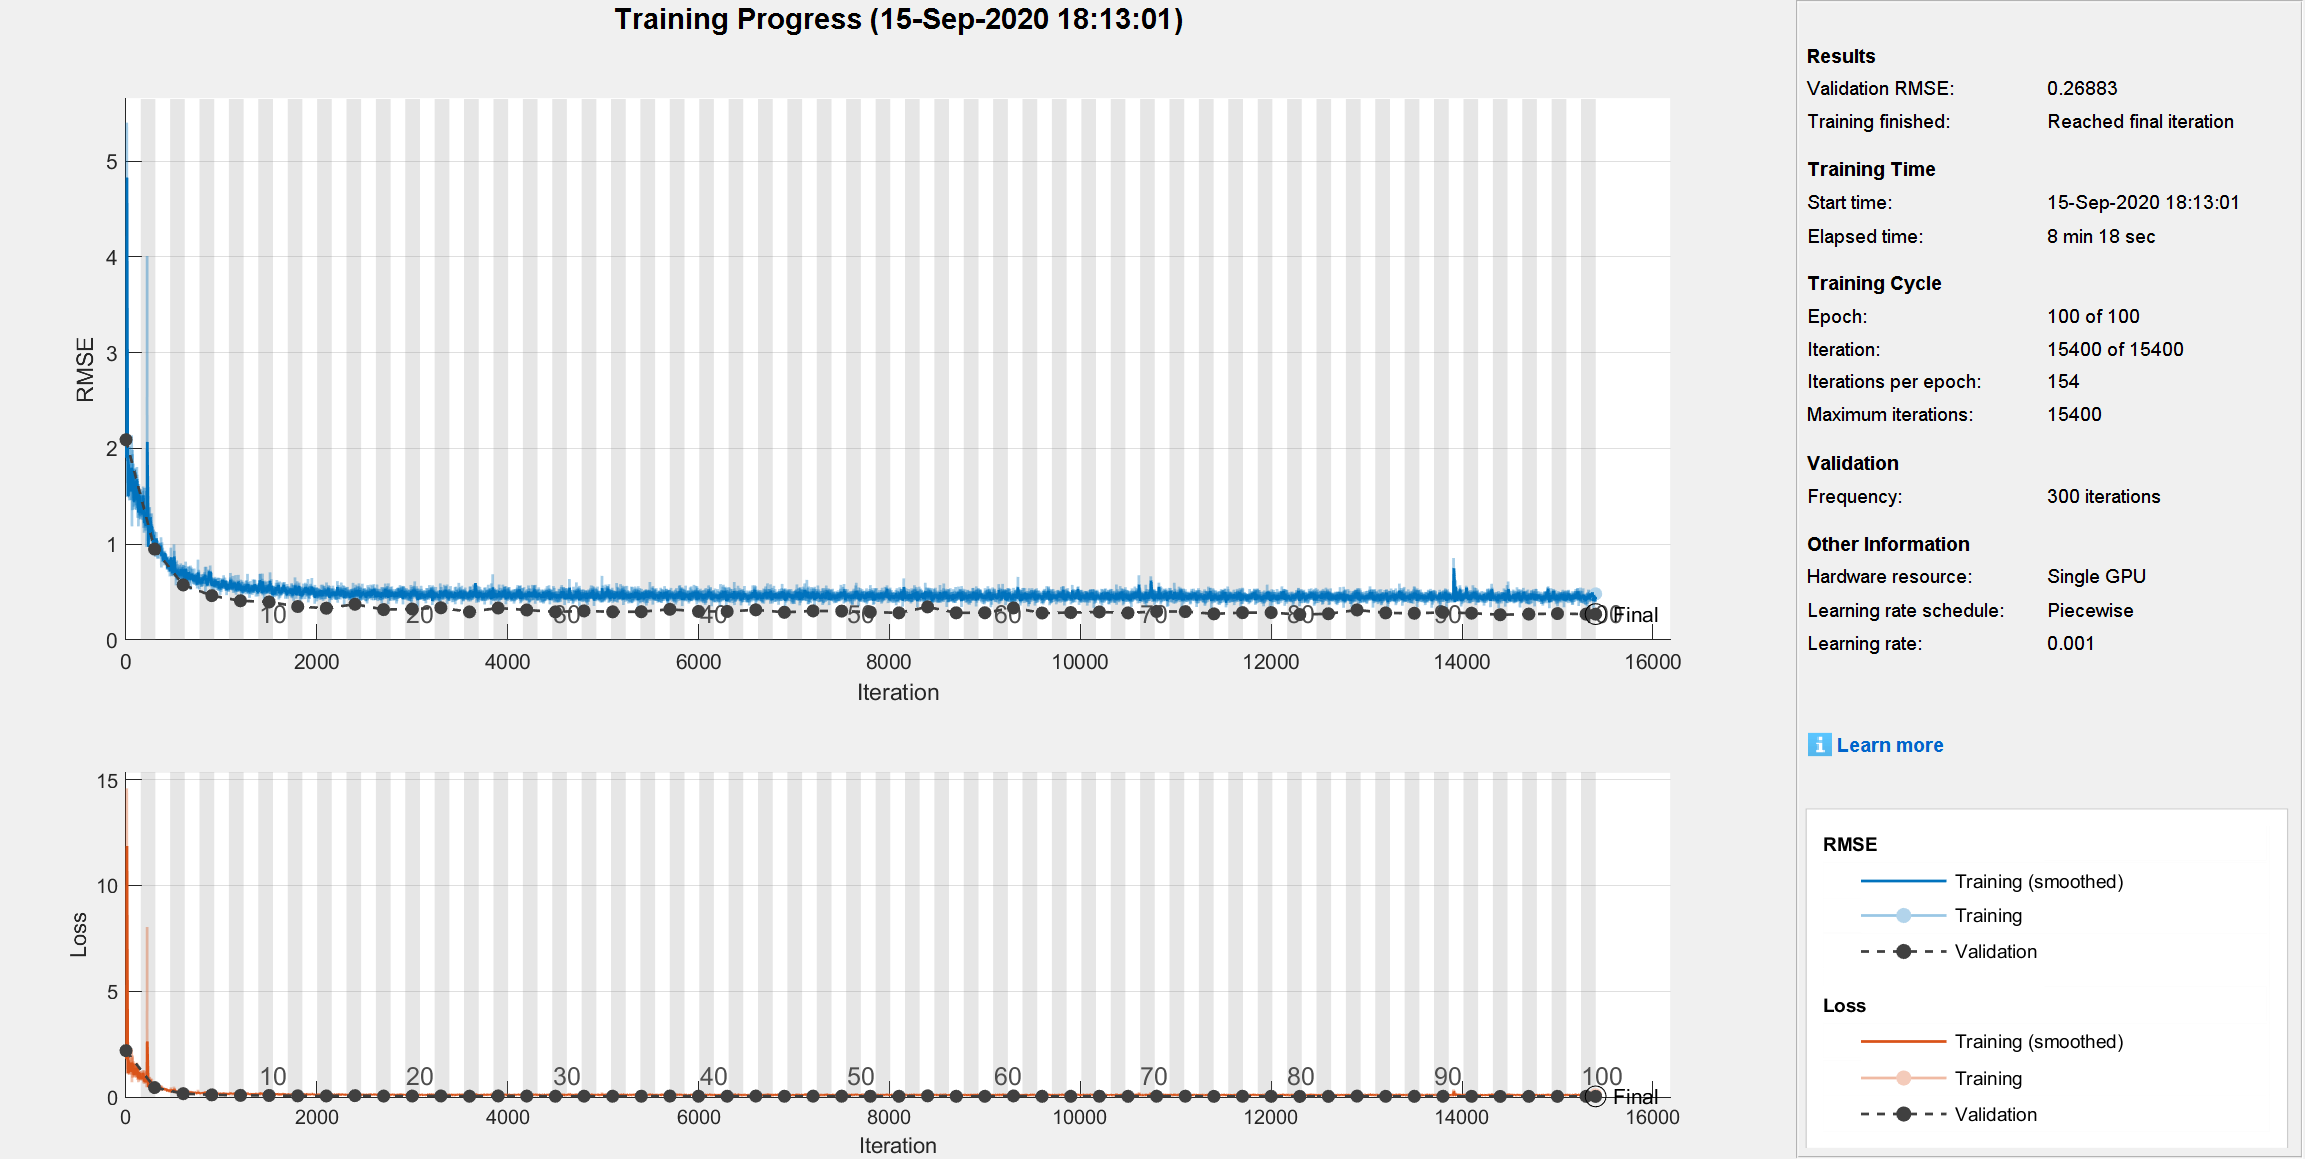 Training Progress (15-Sep-2020 18:13:01)
5
4
3
2
1
0
RMSE
10
20
30
40
50
60
70
80
90
Final
0
2000
4000
6000
8000
10000
12000
14000
16000
Iteration
15
10
5
0
Loss
10
20
30
40
50
60
70
80
90
100
Final
0
2000
4000
6000
8000
10000
12000
14000
16000
Iteration
Results
Validation RMSE: 0.26883
Training finished: Reached final iteration
Training Time
Start time: 15-Sep-2020 18:13:01
Elapsed time: 8 min 18 sec
Training Cycle
Epoch: 100 of 100
Iteration: 15400 of 15400
Iterations per epoch: 154
Maximum iterations: 15400
Validation
Frequency: 300 iterations
Other Information
Hardware resource: Single GPU
Learning rate schedule: Piecewise
Learning rate: 0.001
i Learn more
RMSE
Training (smoothed)
Training
Validation
Loss
Training (smoothed)
Training
Validation